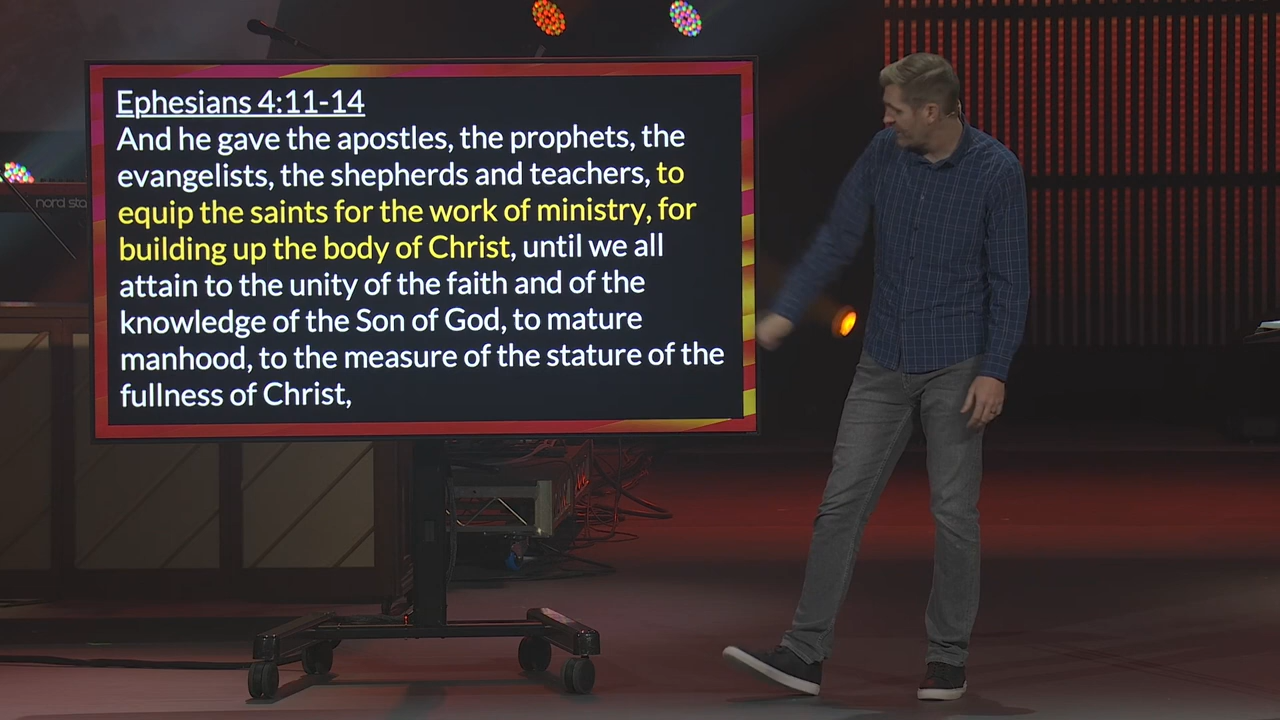 Ephesians 4:11-14
And he gave the apostles, the prophets, the
evangelists, the shepherds and teachers, to
equip the saints for the work of ministry, for
building up the body of Christ, until we all
attain to the unity of the faith and of the
knowledge of the Son of God, to mature
manhood, to the measure of the stature of the
fullness of Christ,
nord sta